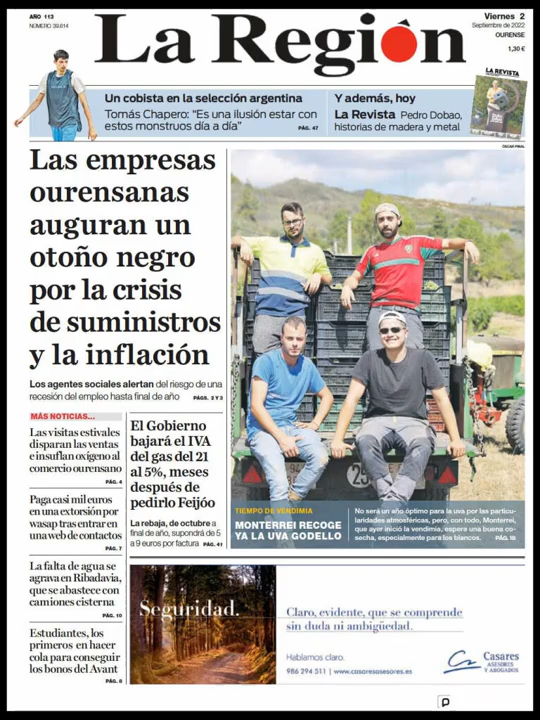 AÑO 113
NÚMERO 39.614
La Región
Viernes 2
Septiembre de 2022
OURENSE
1,30 €
LA REVISTA
Un cobista en la selección argentina
Tomás Chapero: “Es una ilusión estar con
estos monstruos día a día” PÁG. 47
Y además, hoy
La Revista Pedro Dobao,
historias de madera y metal
ÓSCAR PINAL
Las empresas
ourensanas
auguran un
otoño negro
por la crisis
de suministros
y la inflación
Los agentes sociales alertan del riesgo de una
recesión del empleo hasta final de año PÁGS. 2 Y 3
MÁS NOTICIAS...
Las visitas estivales
disparan las ventas
e insuflan oxígeno al
comercio ourensano
PÁG. 4
Paga casi mil euros
en una extorsión por
wasap tras entrar en
una web de contactos
PÁG. 7
La falta de agua se
agrava en Ribadavia,
que se abastece con
camiones cisterna
PÁG. 10
Estudiantes, los
primeros en hacer
cola para conseguir
los bonos del Avant
PÁG. 8
El Gobierno
bajará el IVA
del gas del 21
al 5%, meses
después de
pedirlo Feijóo
La rebaja, de octubre a
final de año, supondrá de 5
a 9 euros por factura PÁG. 41
TIEMPO DE VENDIMIA
MONTERREI RECOGE
YA LA UVA GODELLO
No será un año óptimo para la uva por las particu-
laridades atmosféricas, pero, con todo, Monterrei,
que ayer inició la vendimia, espera una buena co-
secha, especialmente para los blancos. PÁG. 18
Seguridad.
Claro, evidente, que se comprende
sin duda ni ambigüedad.
Hablamos claro.
986 294 511 | www.casaresasesores.es
Casares
ASESORES
Y ABOGADOS